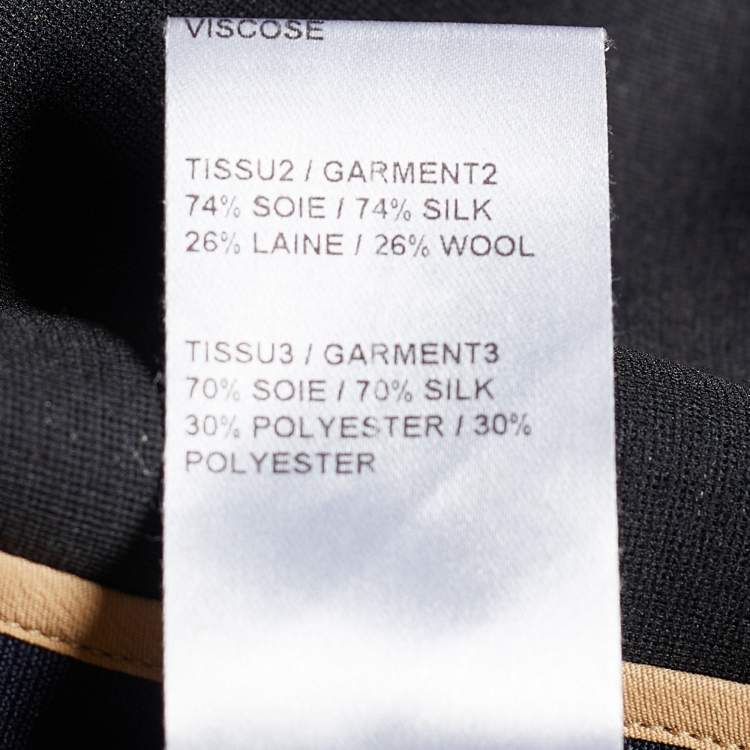 VISCOSE
TISSU2 / GARMENT2
74% SOIE / 74% SILK
26% LAINE / 26% WOOL
TISSU3 / GARMENT3
70% SOIE / 70% SILK
30% POLYESTER / 30%
POLYESTER